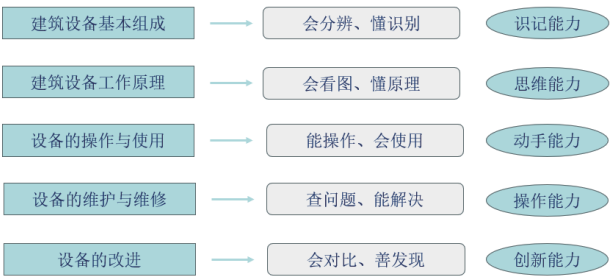 建筑设备基本组成 会分辨、懂识别 识记能力
建筑设备工作原理 会看图、懂原理 思维能力
设备的操作与使用 能操作、会使用 动手能力
设备的维护与维修 查问题、能解决 操作能力
设备的改进 会对比、善发现 创新能力